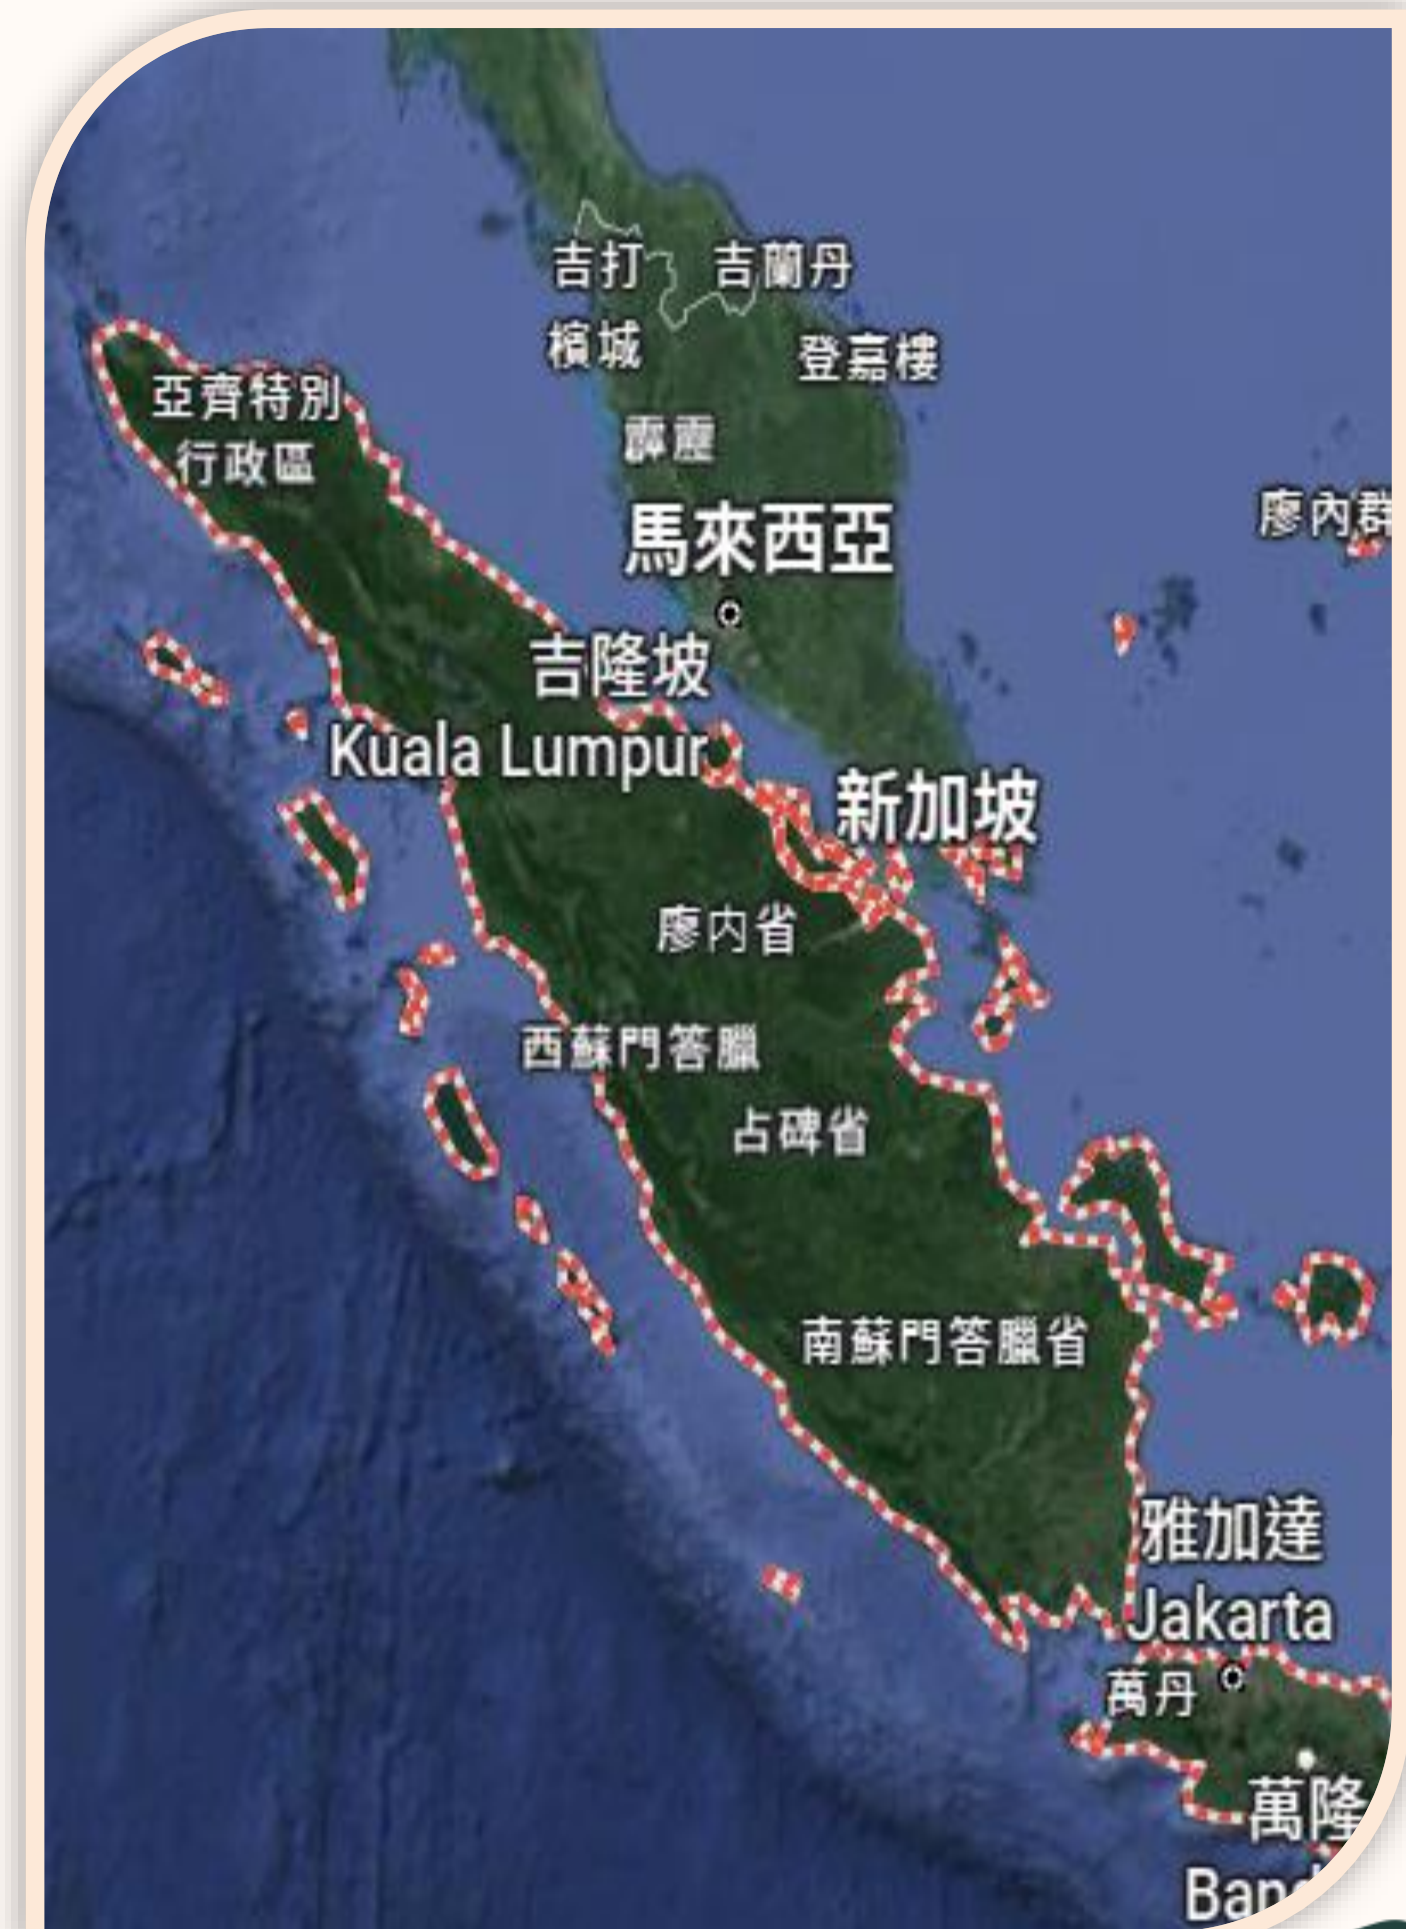 吉打
吉蘭丹
檳城
登嘉樓
亞齊特別
行政區
霹靂
廖內群
馬來西亞
吉隆坡
Kuala Lumpur
新加坡
廖內省
西蘇門答臘
占碑省
南蘇門答臘省
雅加達
Jakarta
萬丹
萬隆
Band